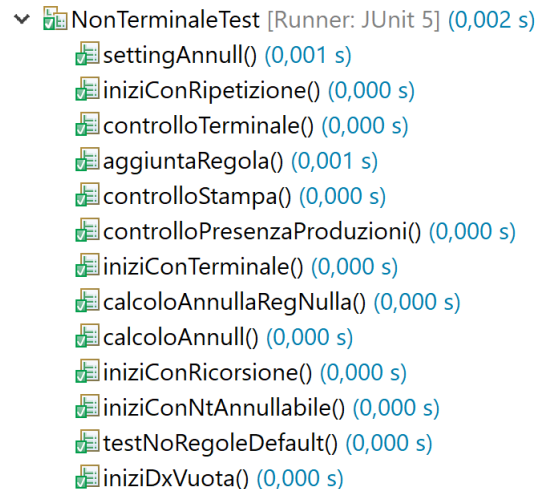 NonTerminaleTest [Runner: JUnit 5] (0,002 s)
settingAnnull() (0,001 s)
iniziConRipetizione() (0,000 s)
controlloTerminale() (0,000 s)
aggiuntaRegola() (0,001 s)
controlloStampa() (0,000 s)
controlloPresenzaProduzioni() (0,000 s)
iniziConTerminale() (0,000 s)
calcoloAnnullaRegNulla() (0,000 s)
calcoloAnnull() (0,000 s)
iniziConRicorsione() (0,000 s)
iniziConNtAnnullabile() (0,000 s)
testNoRegoleDefault() (0,000 s)
iniziDxVuota() (0,000 s)